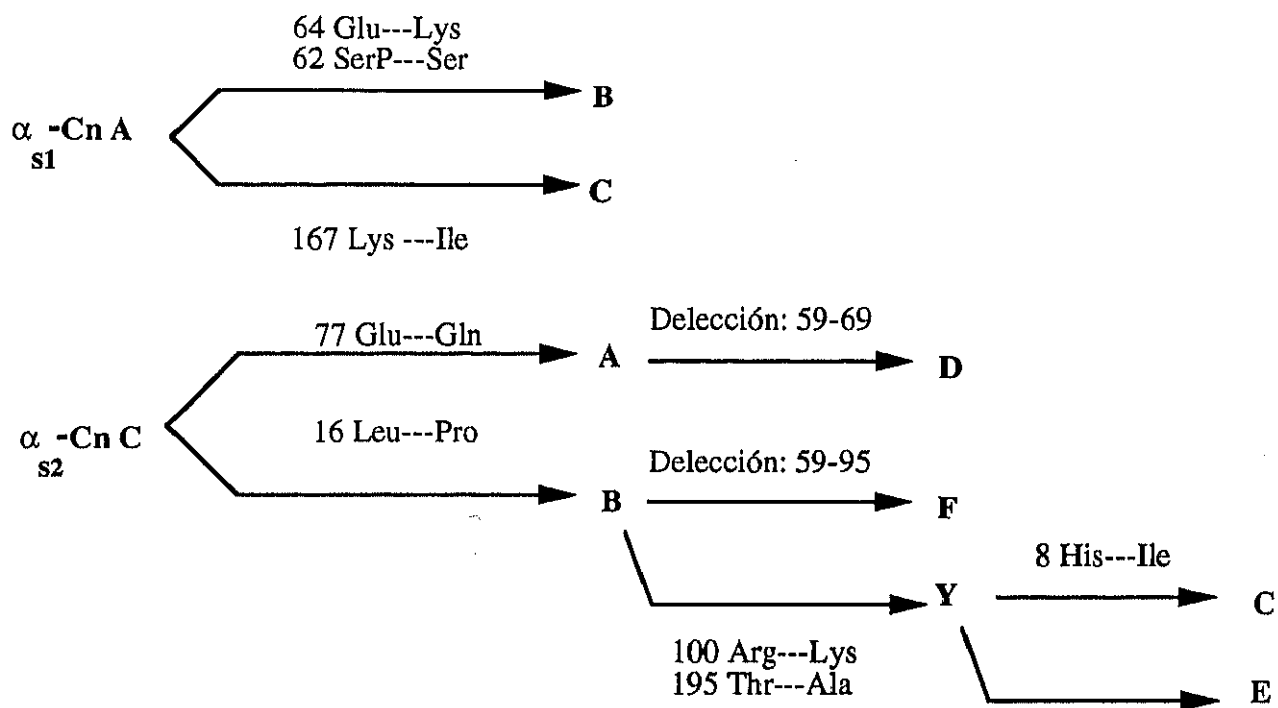 64 Glu---Lys
62 SerP---Ser
B
α -Cn A
s1
C
167 Lys ---Ile
77 Glu---Gln
Delección: 59-69
A
D
16 Leu---Pro
α -Cn C
s2
Delección: 59-95
B
F
8 His---Ile
Y
C
100 Arg---Lys
195 Thr---Ala
E